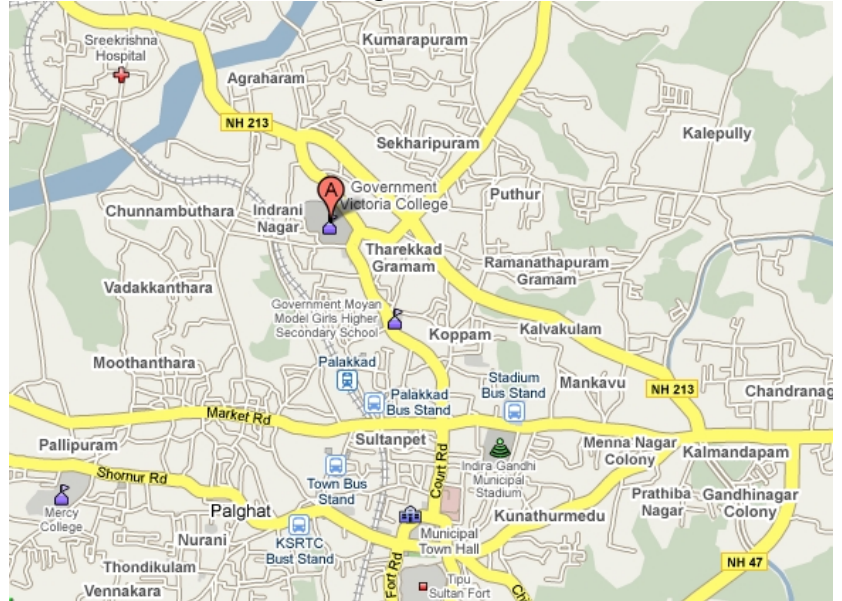 Kumarapuram
Sreekrishna
Hospital
Agraharam
NH 213
Kalepully
Sekharipuram
A
Government
Victoria College
Puthur
Chunnambuthara
Indrani
Nagar
Tharekkad
Gramam
Ramanathapuram
Gramam
Vadakkanthara
Government Moyan
Model Girls Higher
Secondary School
Koppam
Kalvakulam
Moothanthara
Palakkad
Stadium
Bus Stand
Mankavu
NH 213
Chandranag
Palakkad
Bus Stand
Market Rd
Sultanpet
Pallipuram
Menna Nagar
Colony
Kalmandapam
Court Rd
Indira Gandhi
Municipal
Stadium
Shornur Rd
Town Bus
Stand
Prathiba
Nagar
Gandhinagar
Colony
Mercy
College
Palghat
Kunathurmedu
KSRTC
Bust Stand
Nurani
Municipal
Town Hall
NH 47
Thondikulam
Fort Rd
Tipu
Sultan Fort
Ch
Vennakara